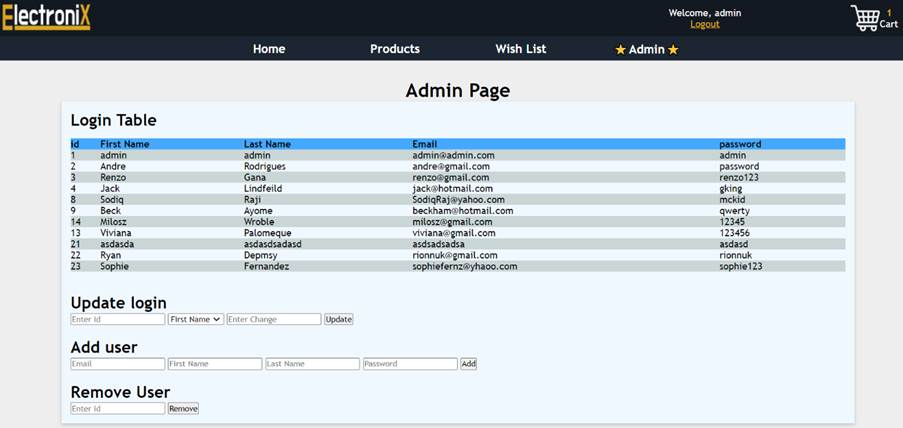 ElectroniX
Welcome, admin
Logout
1
Cart
Home Products Wish List Admin
Admin Page
Login Table
id First Name Last Name Email password
1 admin admin admin@admin.com admin
2 Andre Rodrigues andre@gmail.com password
3 Renzo Gana renzo@gmail.com renzo123
4 Jack Lindfeild jack@hotmail.com gking
8 Sodiq Raji SodiqRaj@yahoo.com mckid
9 Beck Ayome beckham@hotmail.com qwerty
14 Milosz Wroble milosz@gmail.com 12345
13 Viviana Palomeque viviana@gmail.com 123456
21 asdasda asdasdsadasd asdsadsadsa asdasd
22 Ryan Depmsy rionnuk@gmail.com rionnuk
23 Sophie Fernandez sophiefernz@yhaoo.com sophie123
Update login
Enter id First Name Enter Change Update
Add user
Email First Name Last Name Password Add
Remove User
Enter id Remove